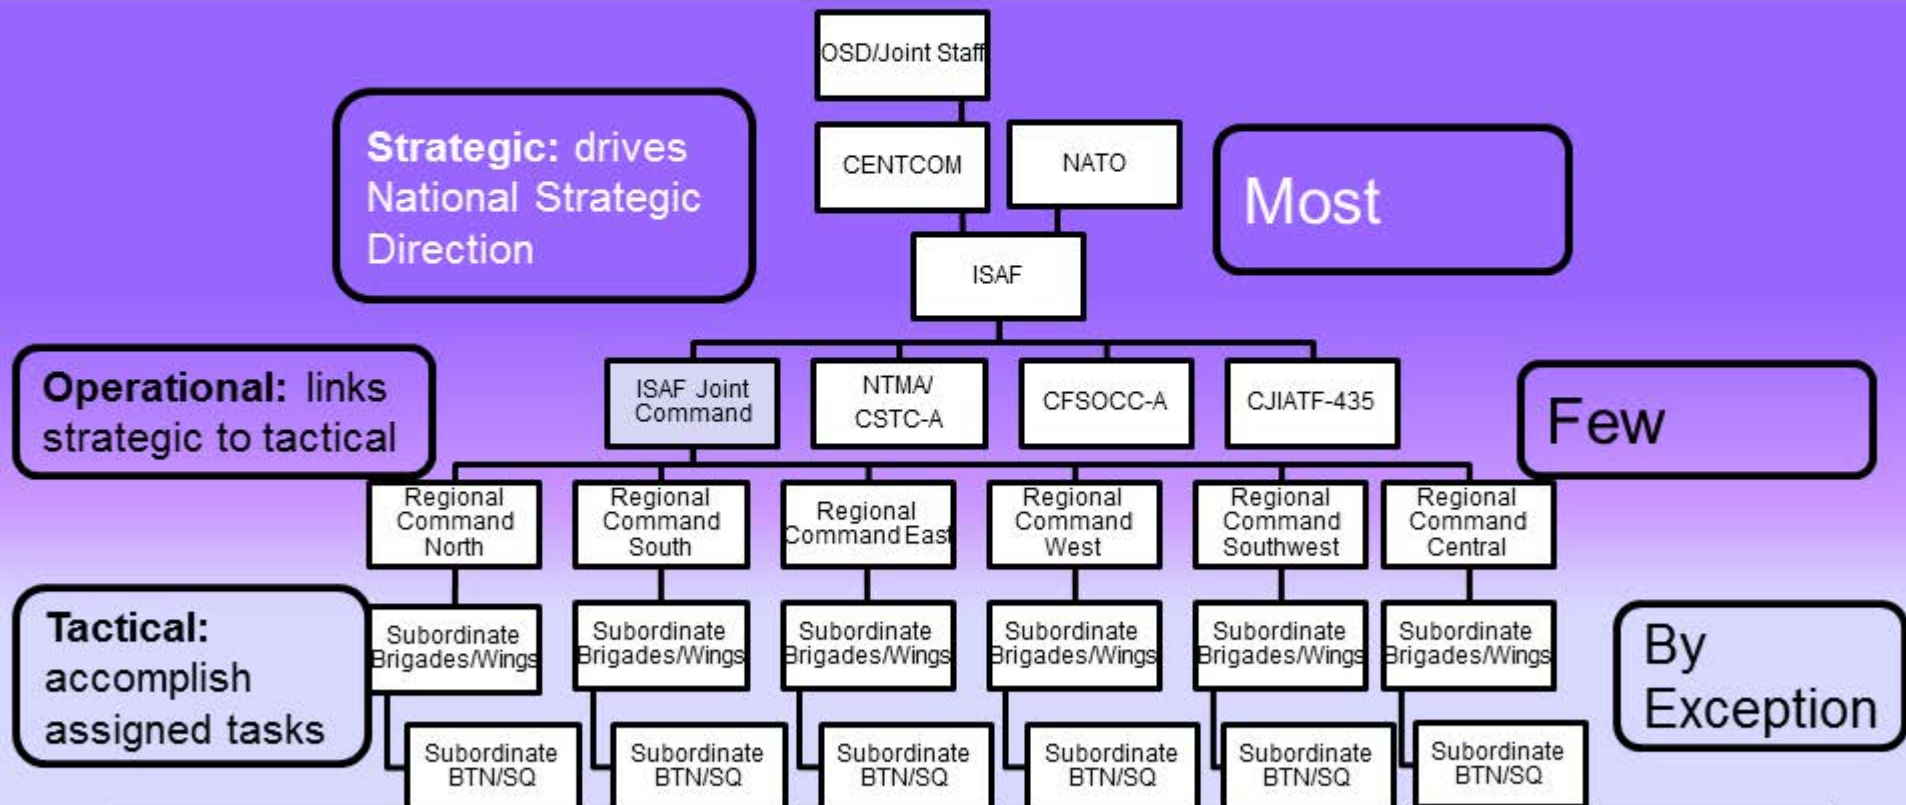 OSD/Joint Staff
Strategic: drives
National Strategic
Direction
CENTCOM
NATO
Most
ISAF
Operational: links
strategic to tactical
ISAF Joint
Command
NTMA/
CSTC-A
CFSOCC-A
CJIATF-435
Few
Regional
Command
North
Regional
Command
South
Regional
Command East
Regional
Command
West
Regional
Command
Southwest
Regional
Command
Central
Tactical:
accomplish
assigned tasks
Subordinate
Brigades/Wings
Subordinate
Brigades/Wings
Subordinate
Brigades/Wings
Subordinate
Brigades/Wings
Subordinate
Brigades/Wings
Subordinate
Brigades/Wings
By
Exception
Subordinate
BTN/SQ
Subordinate
BTN/SQ
Subordinate
BTN/SQ
Subordinate
BTN/SQ
Subordinate
BTN/SQ
Subordinate
BTN/SQ